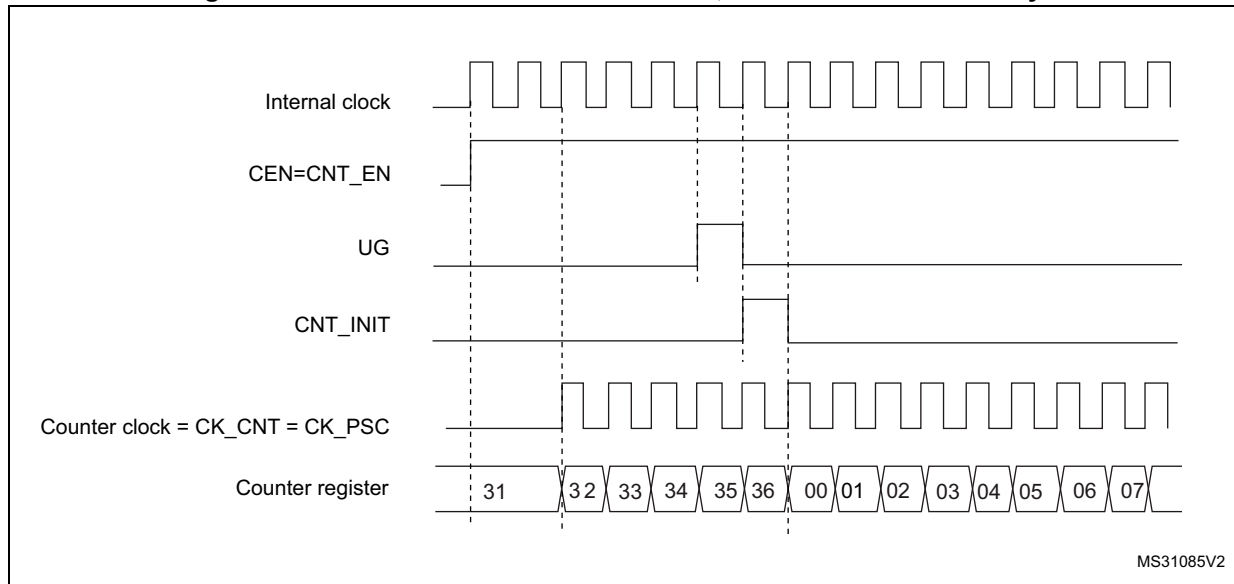 Internal clock
CEN=CNT_EN
UG
CNT_INIT
Counter clock = CK_CNT = CK_PSC
Counter register 31 32 33 34 35 36 00 01 02 03 04 05 06 07
MS31085V2